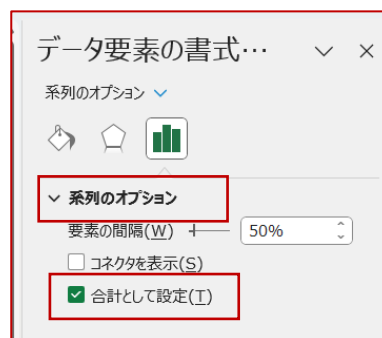 データ要素の書式…
系列のオプション
系列のオプション
要素の間隔(W) 50%
コネクタを表示(S)
合計として設定(T)